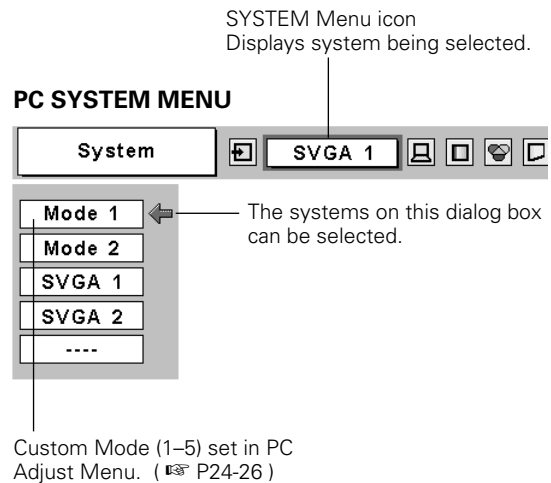 SYSTEM Menu icon
Displays system being selected.
PC SYSTEM MENU
System
SVGA 1
Mode 1
The systems on this dialog box
can be selected.
Mode 2
SVGA 1
SVGA 2
----
Custom Mode (1–5) set in PC
Adjust Menu. ( ☞ P24-26 )